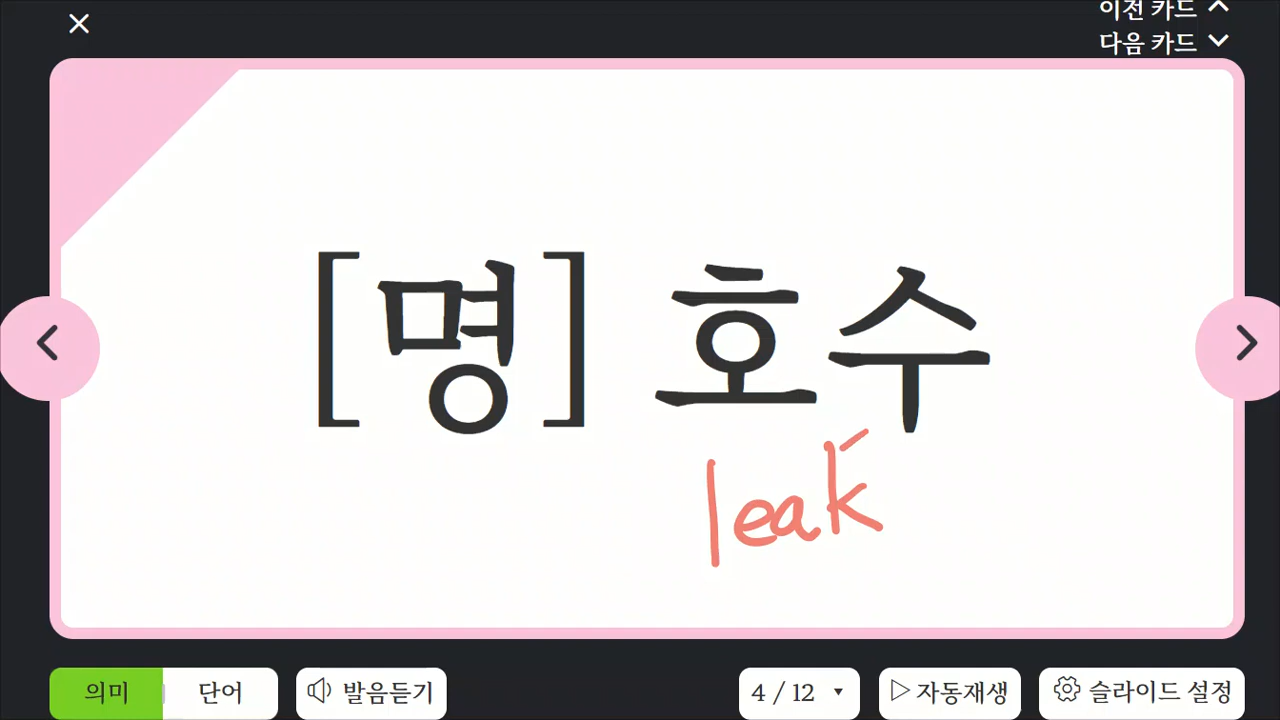 이전 카드
다음 카드
[명] 호수
leak
의미
단어
발음듣기
4 / 12
자동재생
슬라이드 설정